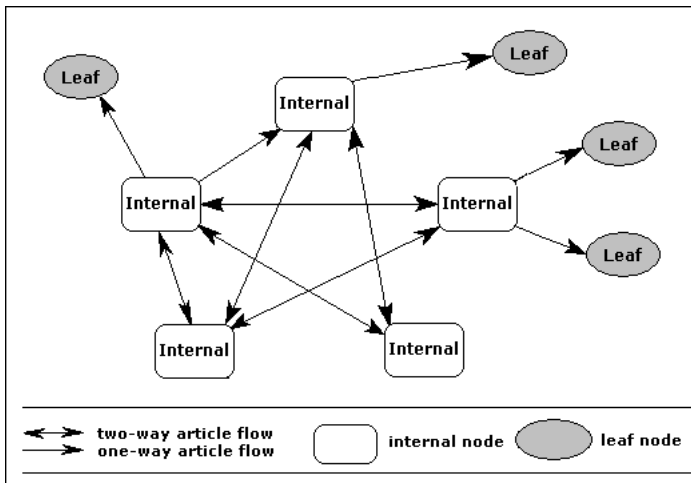 Leaf
Leaf
Internal
Leaf
Internal
Internal
Leaf
Internal
Internal
two-way article flow
one-way article flow
internal node
leaf node